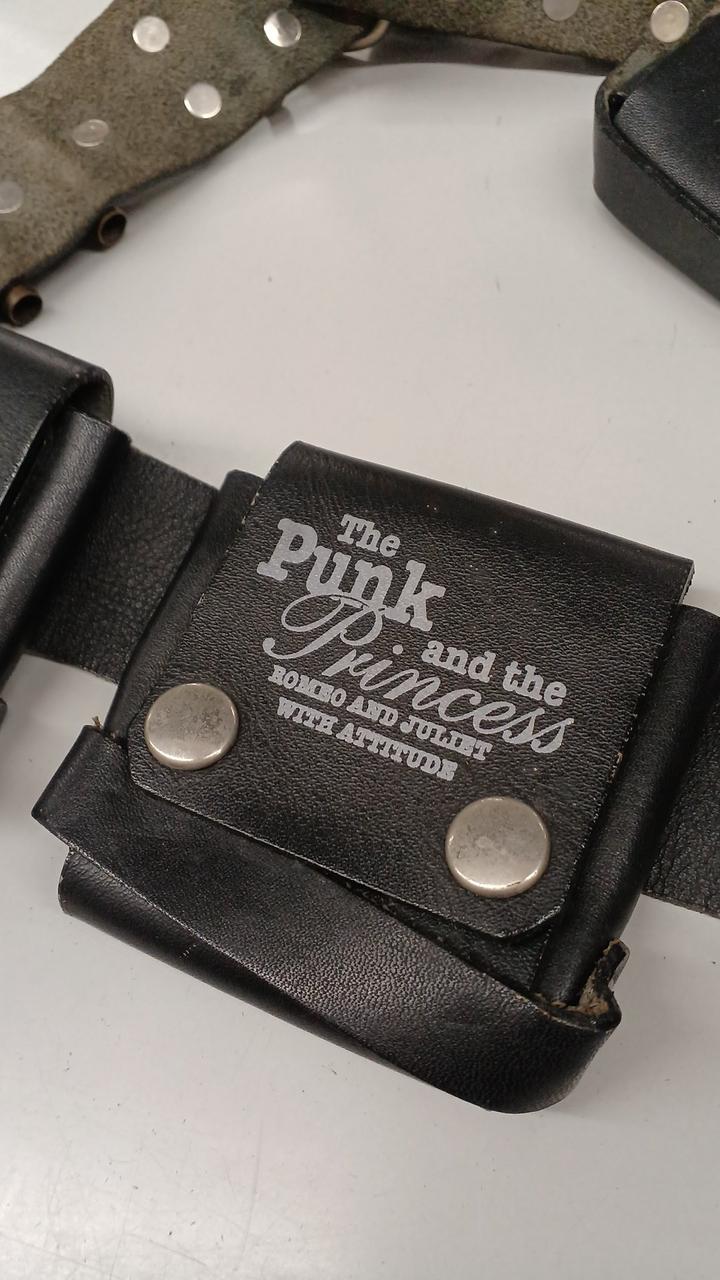 The
Punk
and the
Princess
ROMEO AND JULIET
WITH ATTITUDE